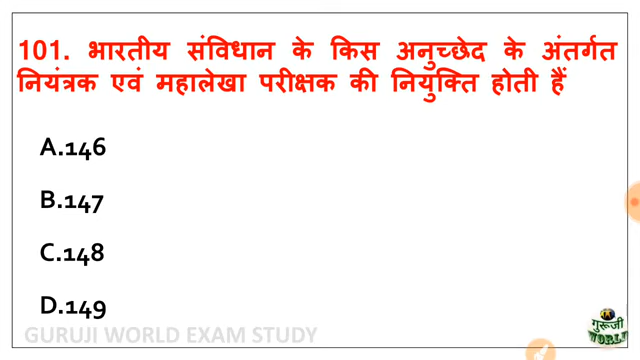 101. भारतीय संविधान के किस अनुच्छेद के अंतर्गत
नियंत्रक एवं महालेखा परीक्षक की नियुक्ति होती हैं
A.146
B.147
C.148
D.149
GURUJI WORLD EXAM STUDY
गुरूजी
WORLD